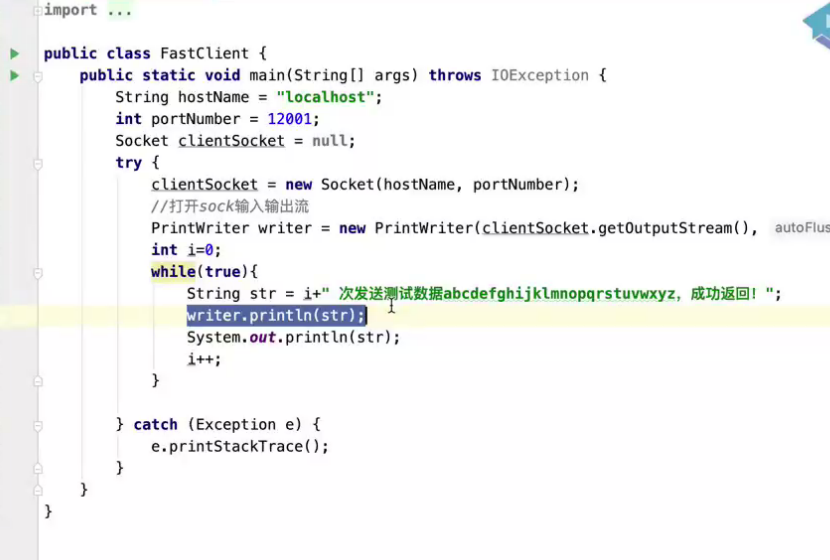 import ...
public class FastClient {
public static void main(String[] args) throws IOException {
String hostName = "localhost";
int portNumber = 12001;
Socket clientSocket = null;
try {
clientSocket = new Socket(hostName, portNumber);
//打开sock输入输出流
PrintWriter writer = new PrintWriter(clientSocket.getOutputStream(), autoFlus
int i=0;
while(true){
String str = i+" 次发送测试数据abcdefghijklmnopqrstuvwxyz，成功返回！";
writer.println(str);
System.out.println(str);
i++;
}
} catch (Exception e) {
e.printStackTrace();
}
}
}